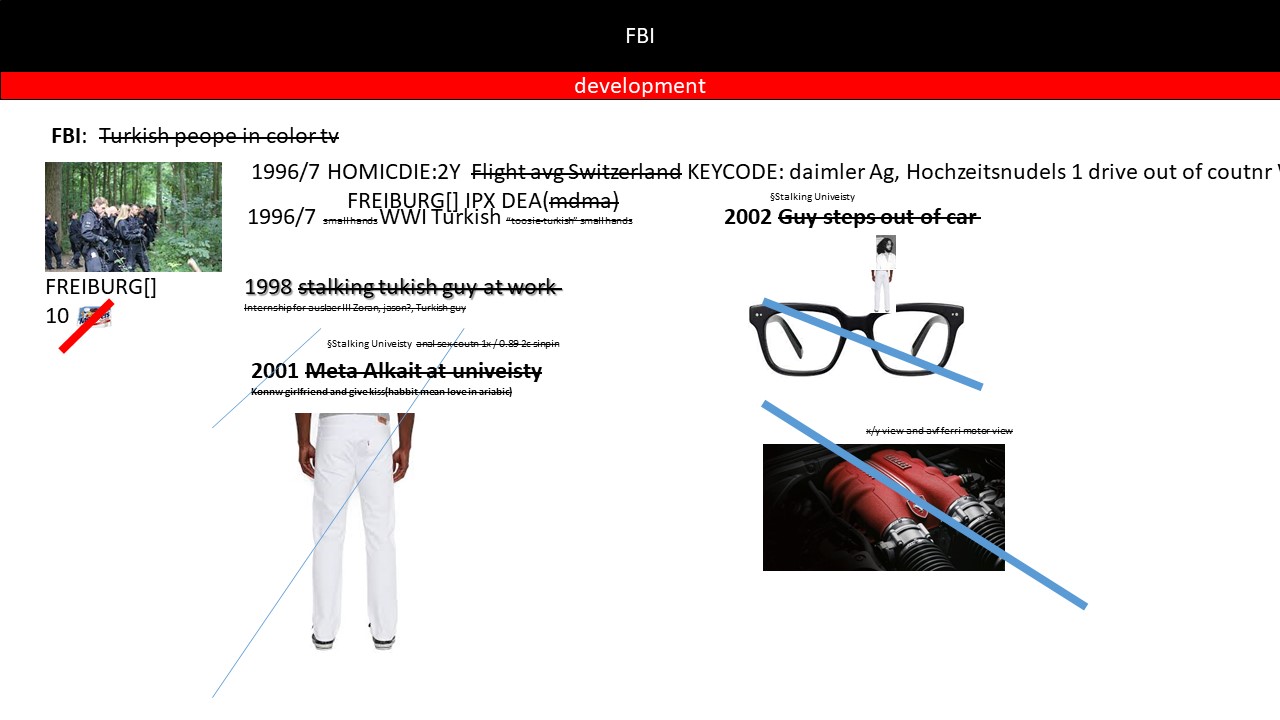 FBI
development
FBI: Turkish peope in color tv
1996/7 HOMICDIE:2Y Flight avg Switzerland KEYCODE: daimler Ag, Hochzeitsnudels 1 drive out of coutnr
FREIBURG[] IPX DEA(mdma)
1996/7 small hands WWI Turkish "toosie-turkish" small hands
§Stalking Univeisty
2002 Guy steps out of car
FREIBURG[]
10
1998 stalking tukish guy at work
Internship for auslaer III Zoran, jason?, Turkish guy
§Stalking Univeisty anal sex coutn 1x / 0.89 2c sinpin
2001 Meta Alkait at univeisty
Konnw girlfriend and give kiss(habbit mean love in ariabic)
x/y view and avf ferri motor view